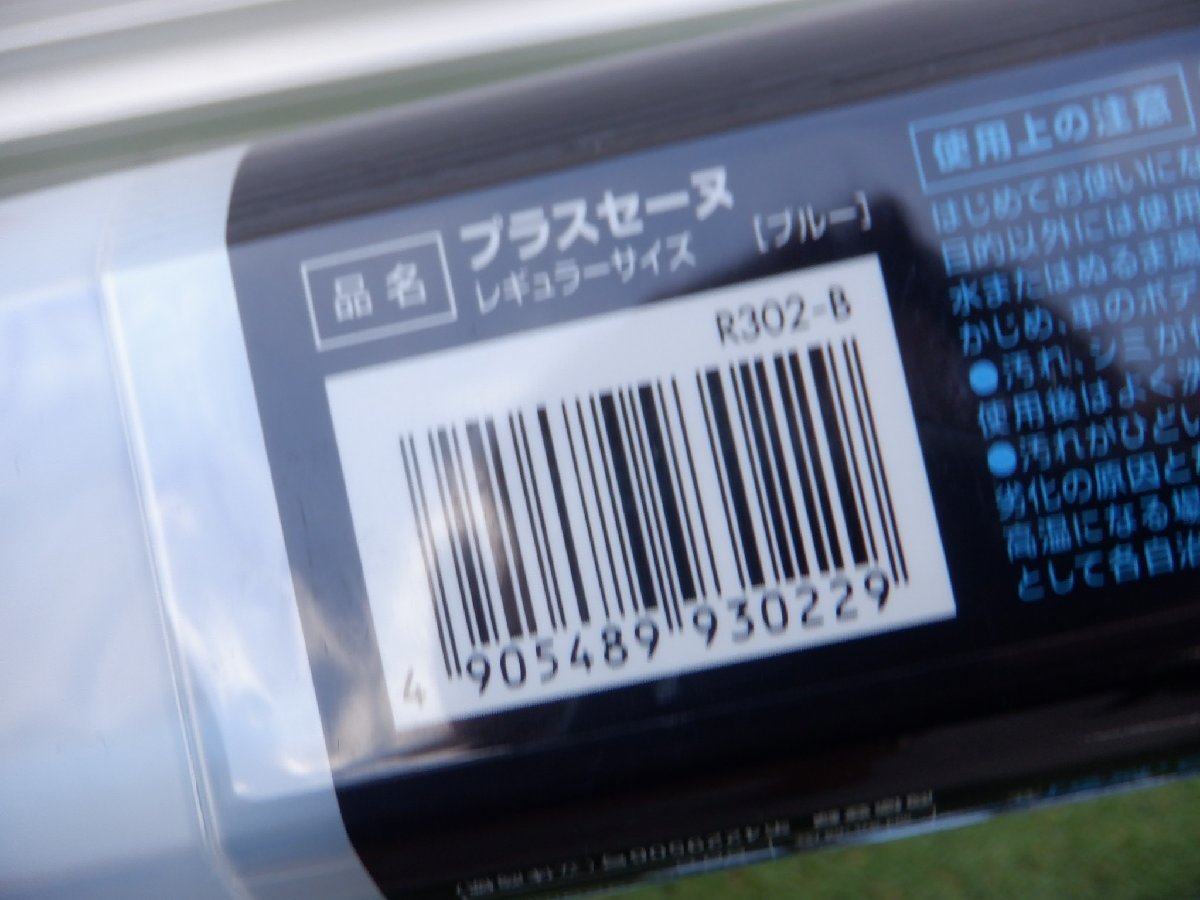 品名
プラスセーヌ
レギュラーサイズ
[ブルー]
R302-B
4 905489 930229
使用上の注意
はじめてお使いにな
目的以外には使用
水またはぬるま湯
かじめ、車のボデ
●汚れ、シミが
使用後はよく
●汚れがひどい
劣化の原因と
高温になる場
として各自治